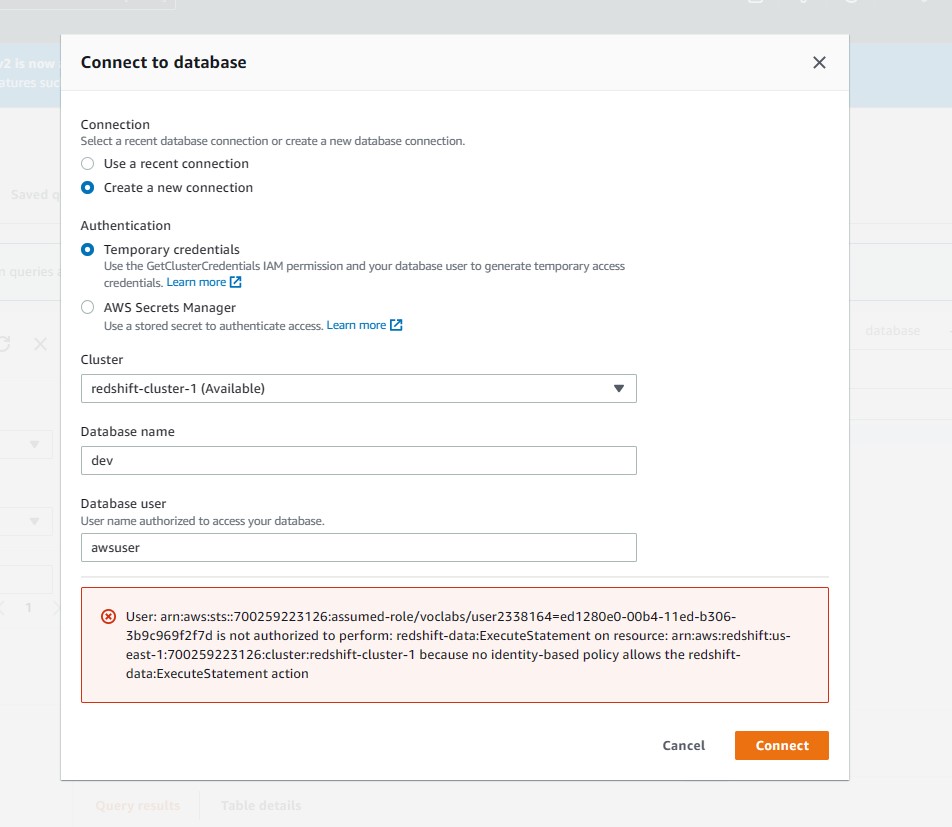 v2 is now
atures suc
Connect to database
Connection
Select a recent database connection or create a new database connection.
Use a recent connection
Saved q
Create a new connection
Authentication
Temporary credentials
Use the GetClusterCredentials IAM permission and your database user to generate temporary access
n queries a
credentials. Learn more
AWS Secrets Manager
Use a stored secret to authenticate access. Learn more
database
Cluster
redshift-cluster-1 (Available)
Database name
dev
Database user
User name authorized to access your database.
awsuser
1
User: arn:aws:sts::700259223126:assumed-role/voclabs/user2338164=ed1280e0-00b4-11ed-b306-
3b9c969f2f7d is not authorized to perform: redshift-data:ExecuteStatement on resource: arn:aws:redshift:us-
east-1:700259223126:cluster:redshift-cluster-1 because no identity-based policy allows the redshift-
data:ExecuteStatement action
Cancel Connect
Query results Table details